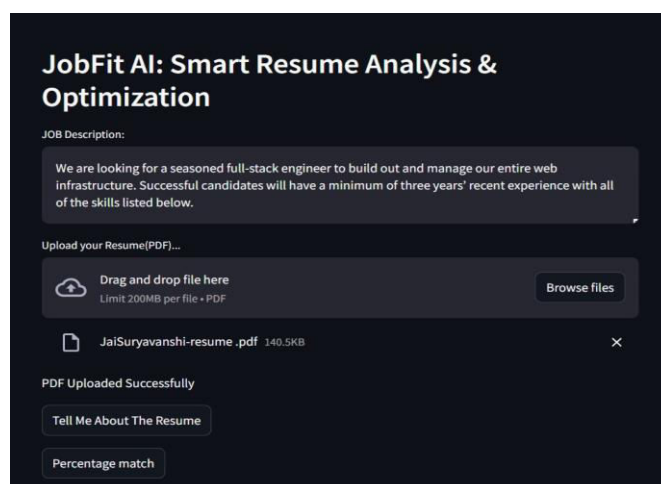 JobFit AI: Smart Resume Analysis &
Optimization
JOB Description:
We are looking for a seasoned full-stack engineer to build out and manage our entire web
infrastructure. Successful candidates will have a minimum of three years’ recent experience with all
of the skills listed below.
Upload your Resume(PDF)...
Drag and drop file here
Limit 200MB per file • PDF
Browse files
JaiSuryavanshi-resume .pdf 140.5KB
PDF Uploaded Successfully
Tell Me About The Resume
Percentage match